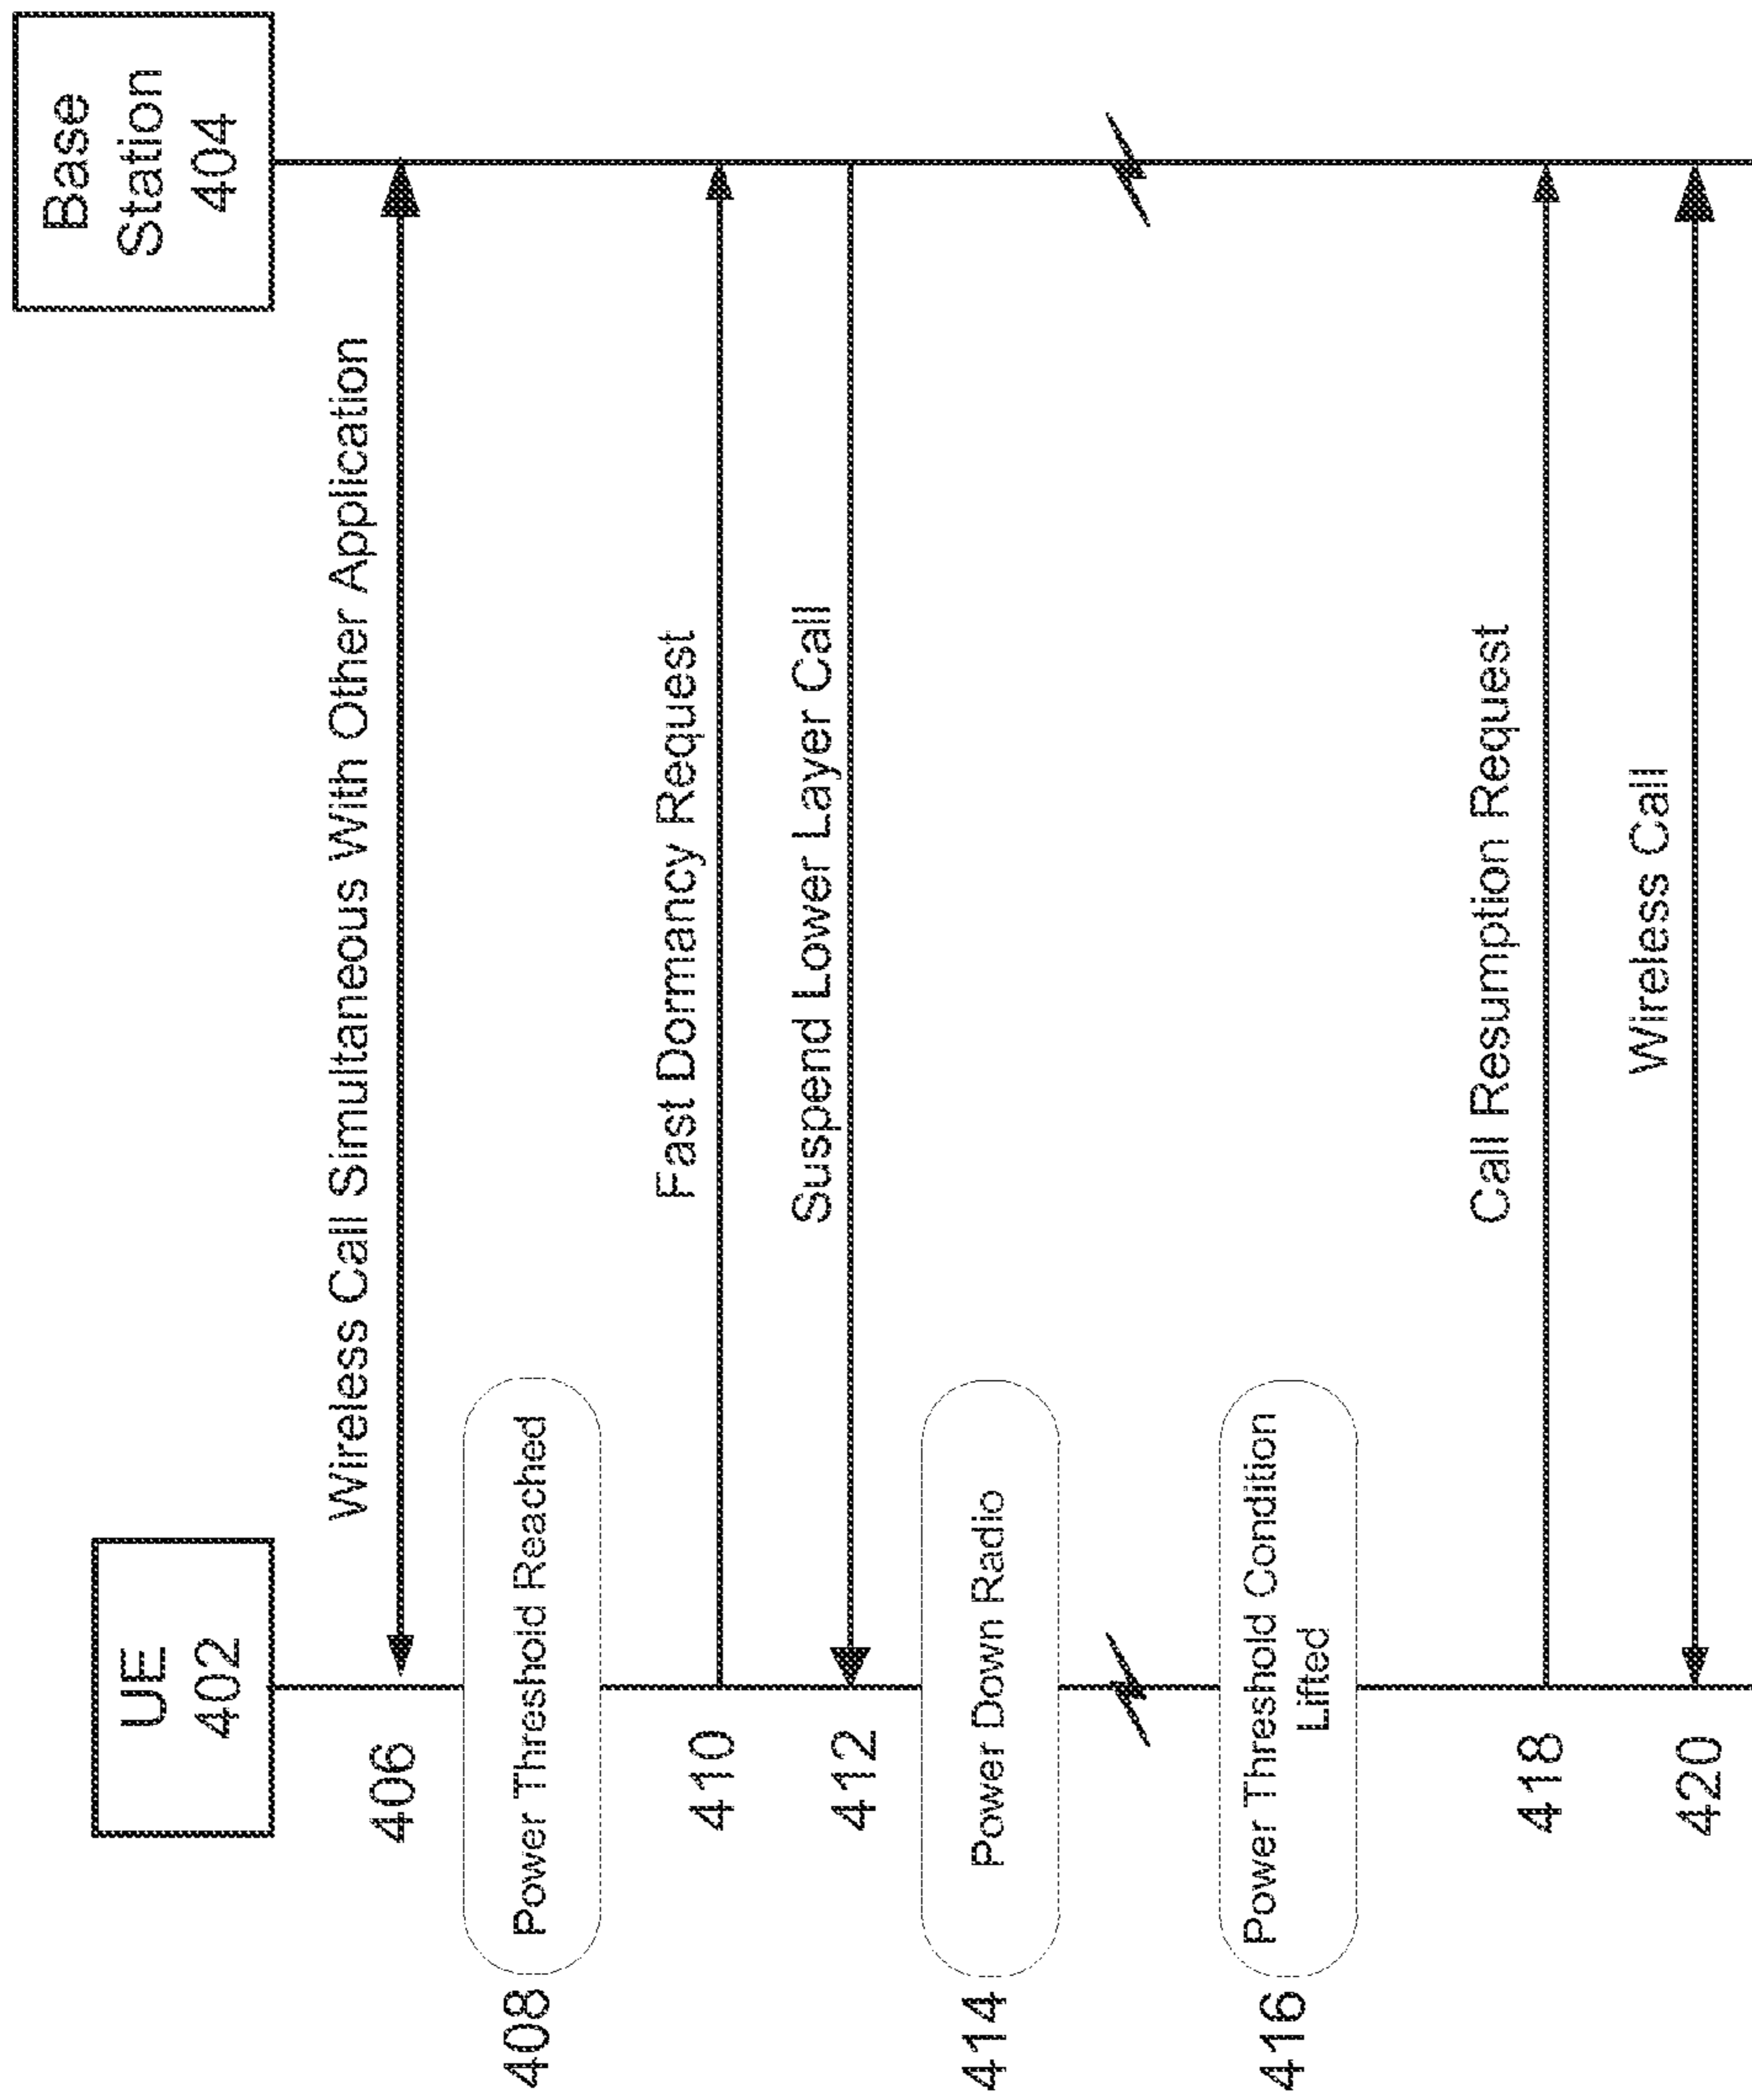 UE
402
Base
Station
404
Wireless Call Simultaneous With Other Application
406
408
Power Threshold Reached
Fast Dormancy Request
410
Suspend Lower Layer Call
412
414
Power Down Radio
416
Power Threshold Condition
Lifted
Call Resumption Request
418
Wireless Call
420